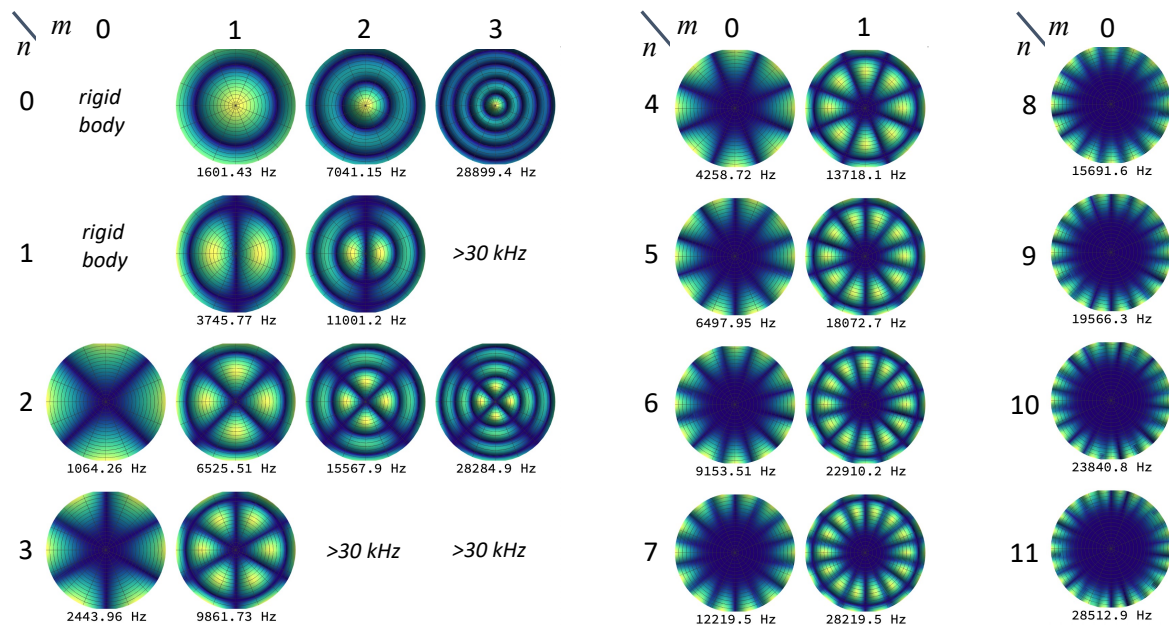 m 0 1 2 3
n
0 rigid body
1601.43 Hz 7041.15 Hz 28899.4 Hz
1 rigid body >30 kHz
3745.77 Hz 11001.2 Hz
2
1064.26 Hz 6525.51 Hz 15567.9 Hz 28284.9 Hz
3 >30 kHz >30 kHz
2443.96 Hz 9861.73 Hz
m 0 1
n
4
4258.72 Hz 13718.1 Hz
5
6497.95 Hz 18072.7 Hz
6
9153.51 Hz 22910.2 Hz
7
12219.5 Hz 28219.5 Hz
m 0
n
8
15691.6 Hz
9
19566.3 Hz
10
23840.8 Hz
11
28512.9 Hz